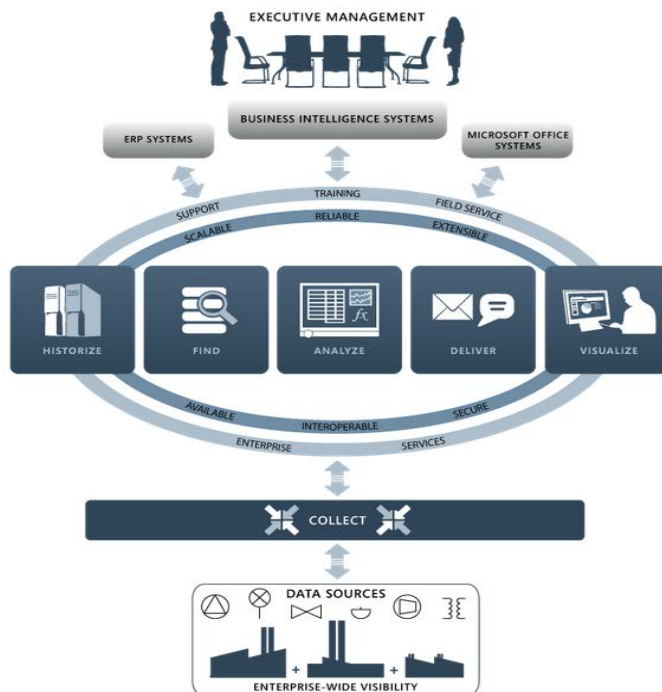 EXECUTIVE MANAGEMENT
BUSINESS INTELLIGENCE SYSTEMS
ERP SYSTEMS
MICROSOFT OFFICE
SYSTEMS
SUPPORT
TRAINING
FIELD SERVICE
SCALABLE
RELIABLE
EXTENSIBLE
fx
HISTORIZE
FIND
ANALYZE
DELIVER
VISUALIZE
AVAILABLE
INTEROPERABLE
SECURE
ENTERPRISE
SERVICES
COLLECT
DATA SOURCES
+ +
ENTERPRISE-WIDE VISIBILITY